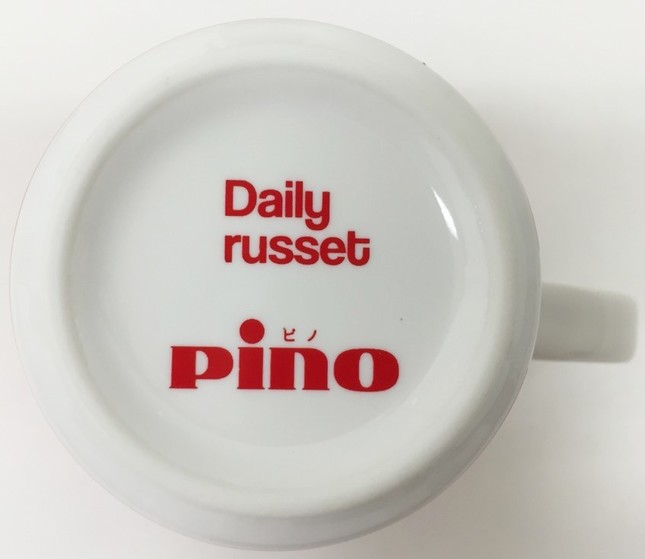 Daily
russet
ピノ
pino